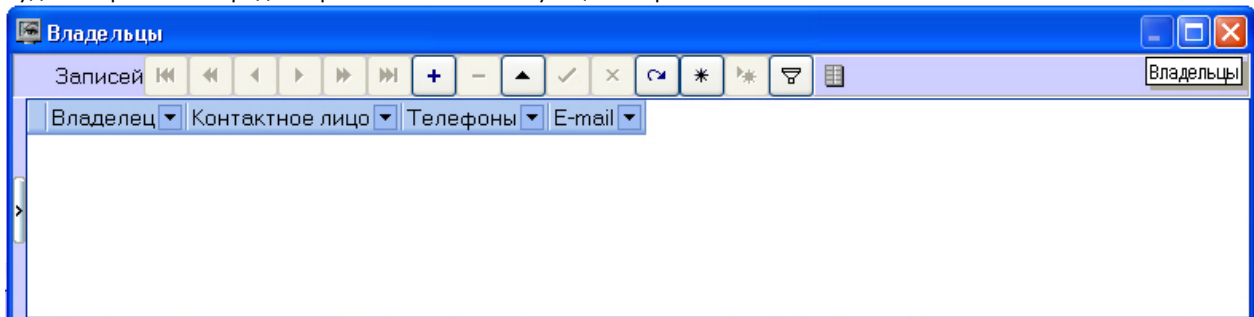 Владельцы
Записей
Владельцы
Владелец Контактное лицо Телефоны E-mail